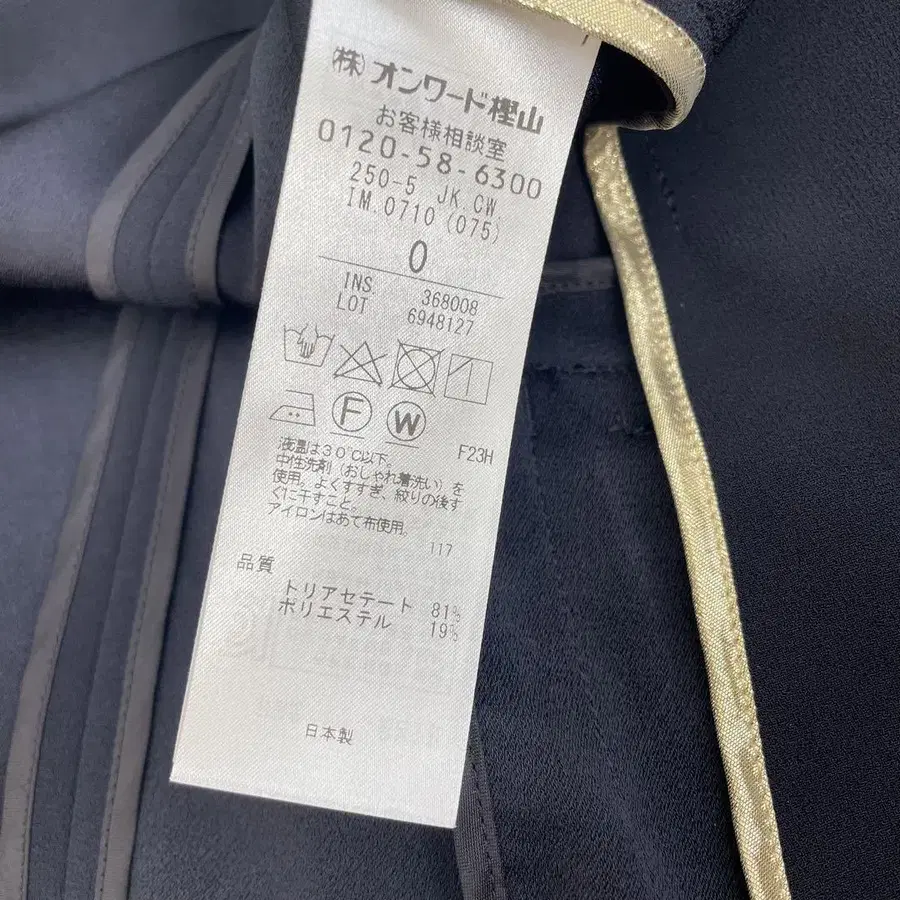 (株)オンワード樫山
お客様相談室
0120-58-6300
250-5 JK.CW.
IM.0710 (075)
0
INS 368008
LOT 6948127
F
W
F23H
液温は30℃以下。
中性洗剤（おしゃれ着洗い）を
使用。よくすすぎ、絞りの後す
ぐに干すこと。
アイロンはあて布使用。
117
品質
トリアセテート 81%
ポリエステル 19%
日本製